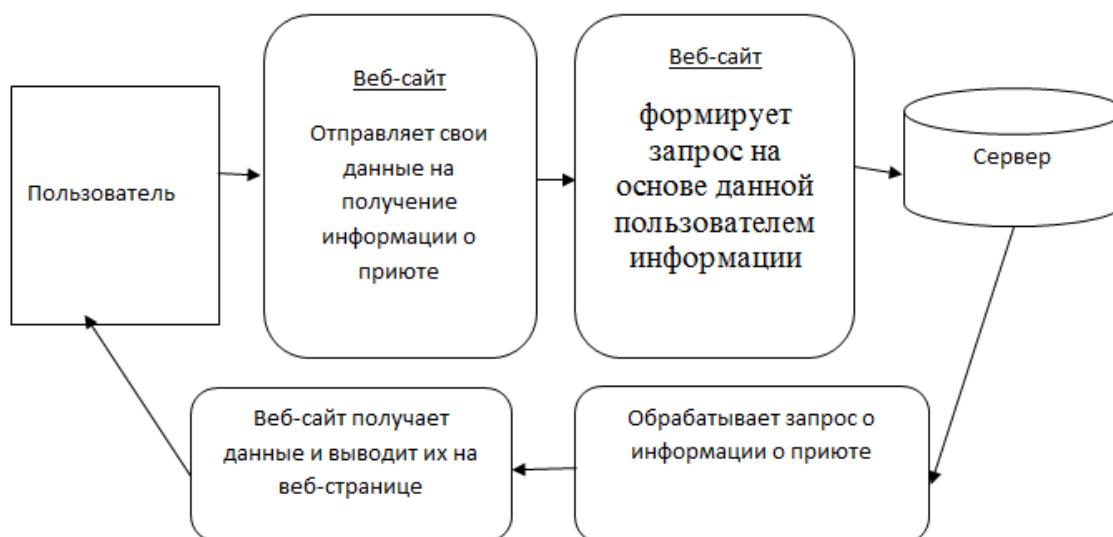 Пользователь
Веб-сайт
Отправляет свои
данные на
получение
информации о
приюте
Веб-сайт
формирует
запрос на
основе данной
пользователем
информации
Сервер
Обрабатывает запрос о
информации о приюте
Веб-сайт получает
данные и выводит их на
веб-странице